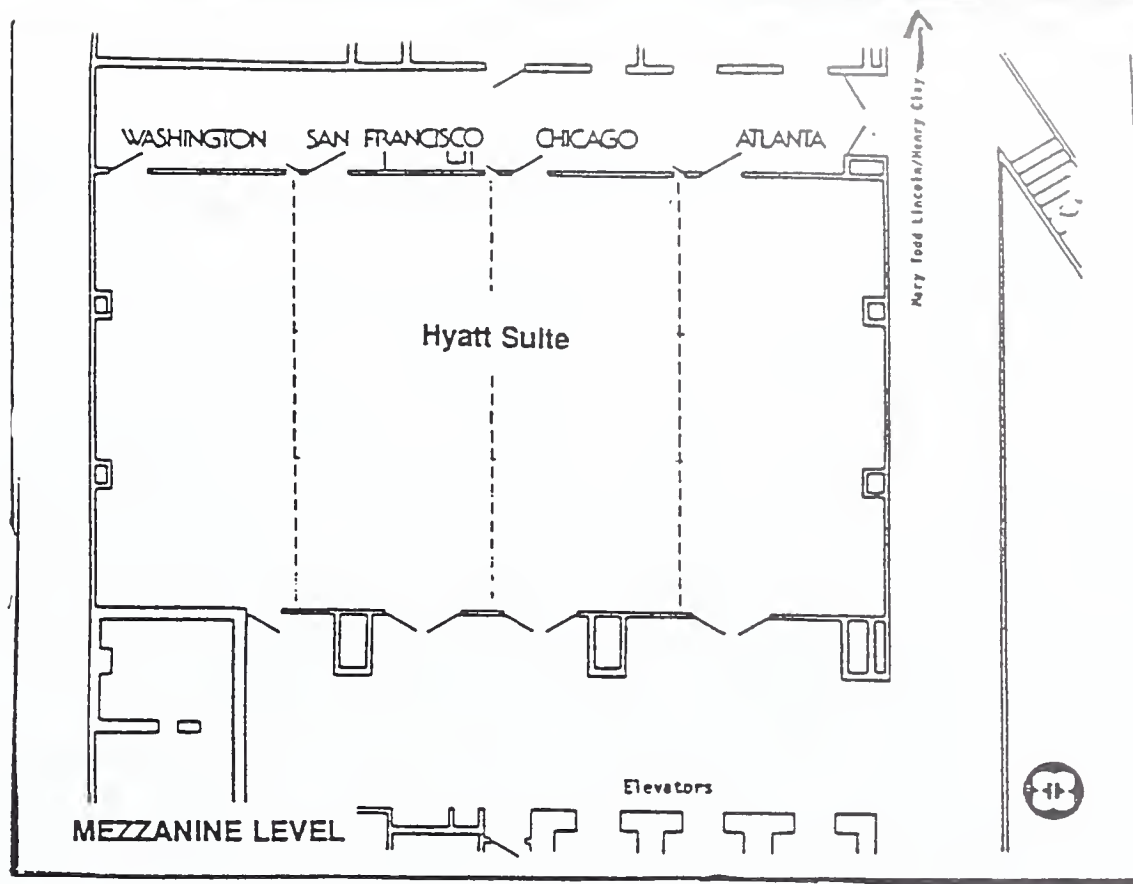 WASHINGTON SAN FRANCISCO CHICAGO ATLANTA
Mary Todd Lincoln/Henry Clay
Hyatt Suite
Elevators
MEZZANINE LEVEL